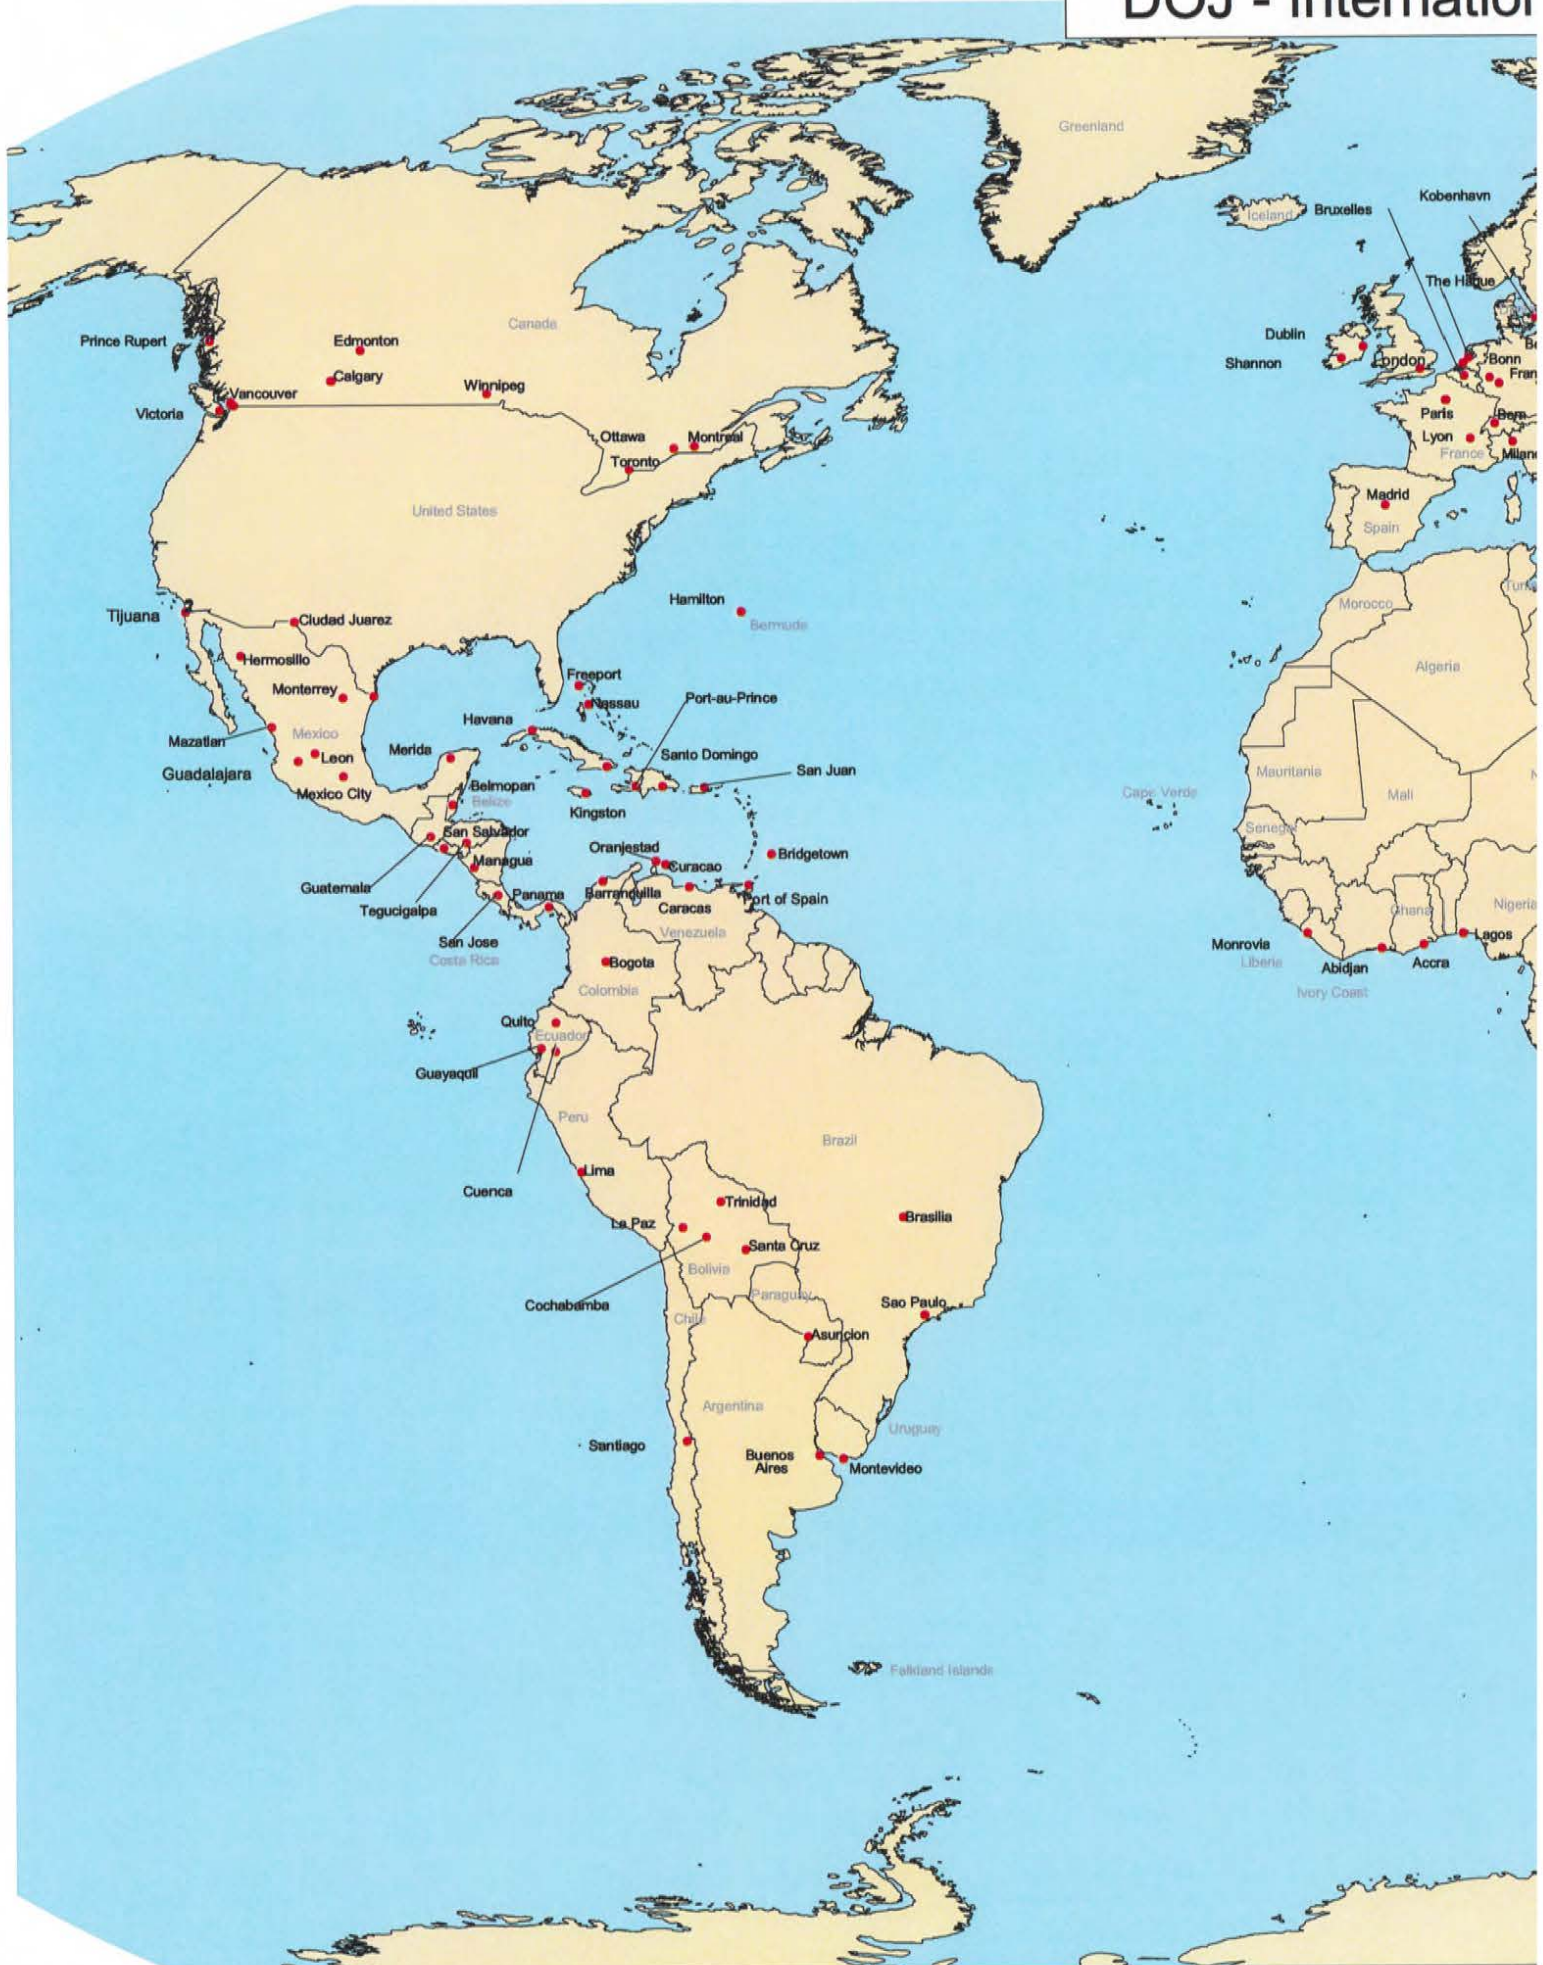 DOJ - Internation
Greenland
Kobenhavn
Iceland
Bruxelles
The Hague
Canada
Prince Rupert
Edmonton
Dublin
Shannon
London
Bonn
Fran
Calgary
Winnipeg
Vancouver
Victoria
Paris
Bern
Ottawa
Montreal
Lyon
France
Milano
Toronto
Madrid
Spain
United States
Hamilton
Bermuda
Tijuana
Ciudad Juarez
Morocco
Hermosillo
Algeria
Freeport
Monterrey
Nassau
Port-au-Prince
Havana
Mexico
Mazatlan
Merida
Santo Domingo
Leon
San Juan
Guadalajara
Mauritania
Belmopan
Mexico City
Belize
Cape Verde
Mali
Kingston
San Salvador
Senegal
Oranjestad
Bridgetown
Managua
Curacao
Guatemala
Panama
Barranquilla
Port of Spain
Tegucigalpa
Caracas
Ghana
Nigeria
Venezuela
San Jose
Monrovia
Lagos
Costa Rica
Bogota
Liberia
Abidjan
Accra
Colombia
Ivory Coast
Quito
Ecuador
Guayaquil
Peru
Brazil
Lima
Cuenca
Trinidad
La Paz
Brasilia
Santa Cruz
Bolivia
Paraguay
Cochabamba
Sao Paulo
Chile
Asuncion
Argentina
Uruguay
Santiago
Buenos
Aires
Montevideo
Falkland Islands